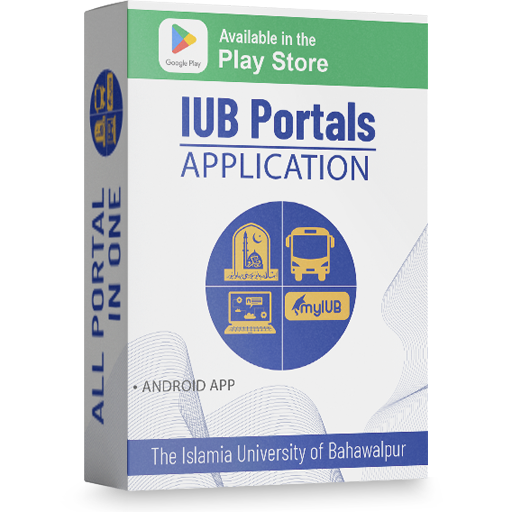 Available in the
Play Store
Google Play
IUB Portals
APPLICATION
myIUB
• ANDROID APP
The Islamia University of Bahawalpur
ALL PORTAL
IN ONE